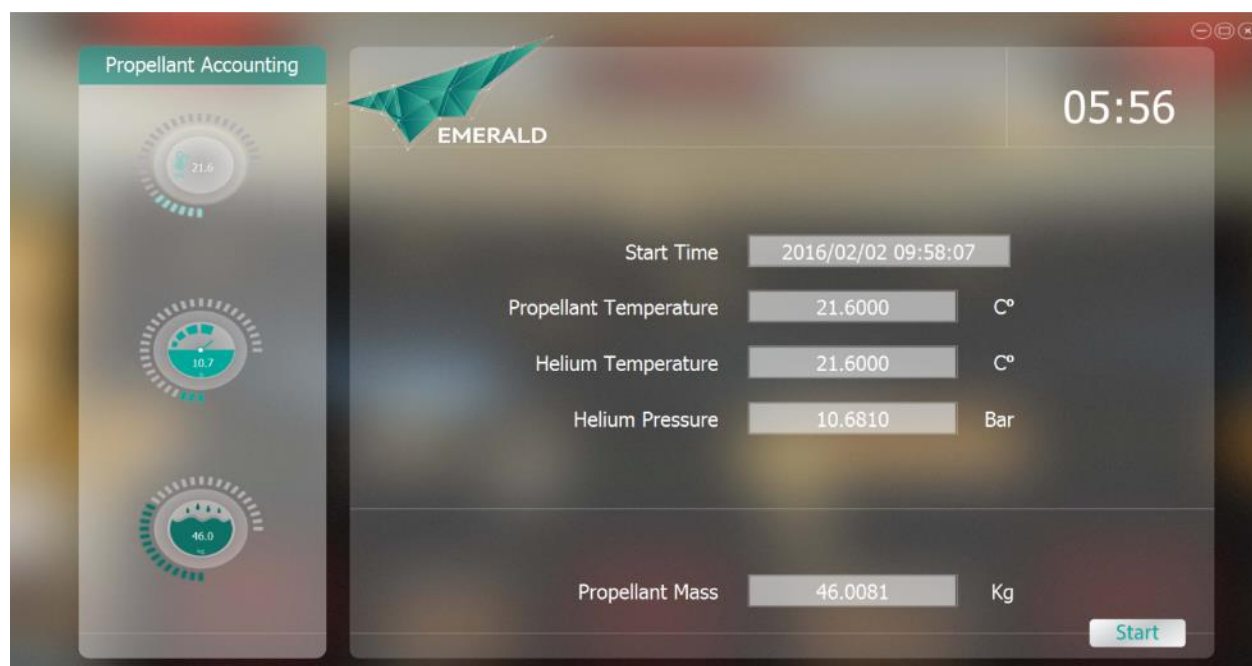 Propellant Accounting
EMERALD
05:56
21.6
10.7
46.0
Start Time 2016/02/02 09:58:07
Propellant Temperature 21.6000 Cº
Helium Temperature 21.6000 Cº
Helium Pressure 10.6810 Bar
Propellant Mass 46.0081 Kg
Start